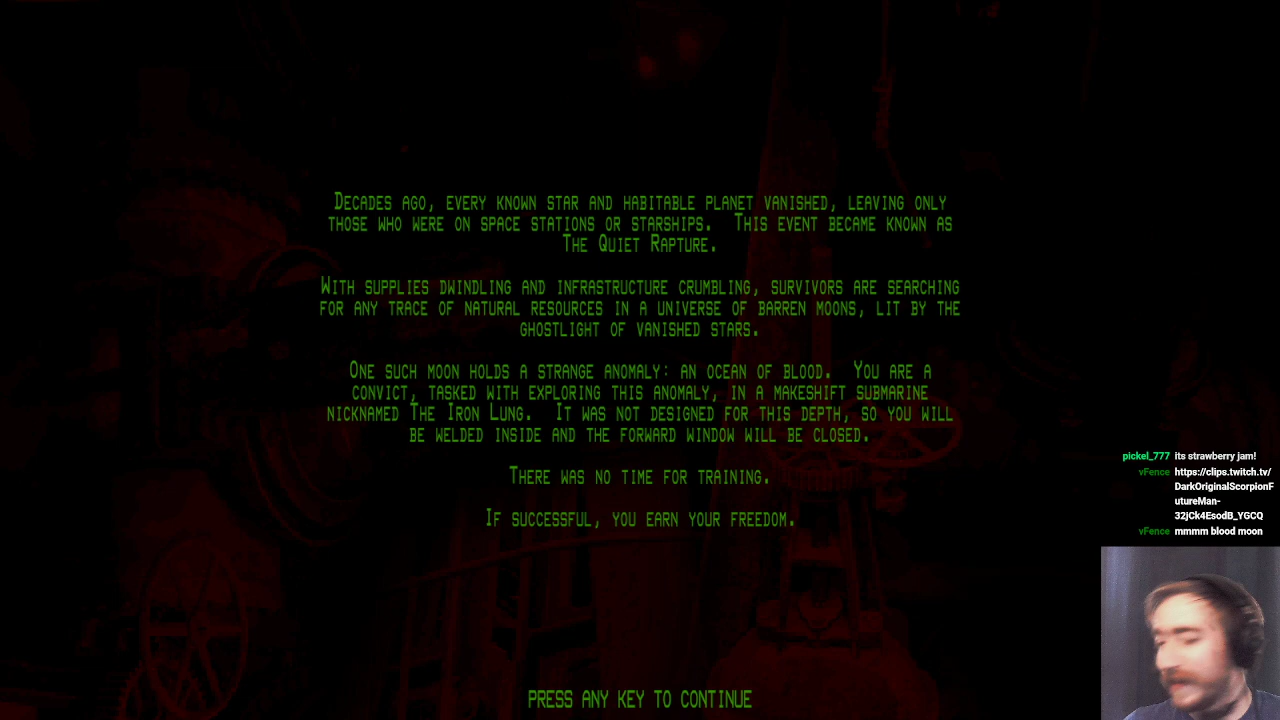 Decades ago, every known star and habitable planet vanished, leaving only
those who were on space stations or starships.  This event became known as
The Quiet Rapture.
With supplies dwindling and infrastructure crumbling, survivors are searching
for any trace of natural resources in a universe of barren moons, lit by the
ghostlight of vanished stars.
One such moon holds a strange anomaly: an ocean of blood.  You are a
convict, tasked with exploring this anomaly, in a makeshift submarine
nicknamed The Iron Lung.  It was not designed for this depth, so you will
be welded inside and the forward window will be closed.
There was no time for training.
If successful, you earn your freedom.
PRESS ANY KEY TO CONTINUE
pickel_777 its strawberry jam!
vFence https://clips.twitch.tv/
DarkOriginalScorpionF
utureMan-
32jCk4EsodB_YGCQ
vFence mmmm blood moon